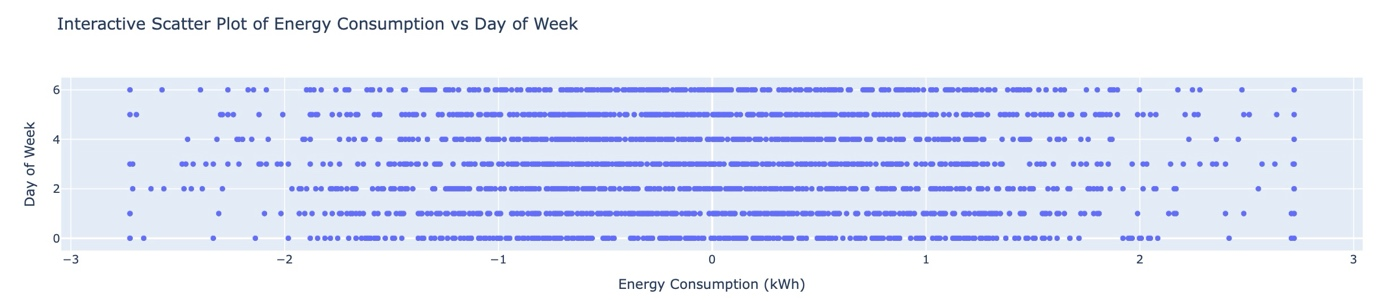 Interactive Scatter Plot of Energy Consumption vs Day of Week
Day of Week
6
4
2
0
−3 −2 −1 0 1 2 3
Energy Consumption (kWh)